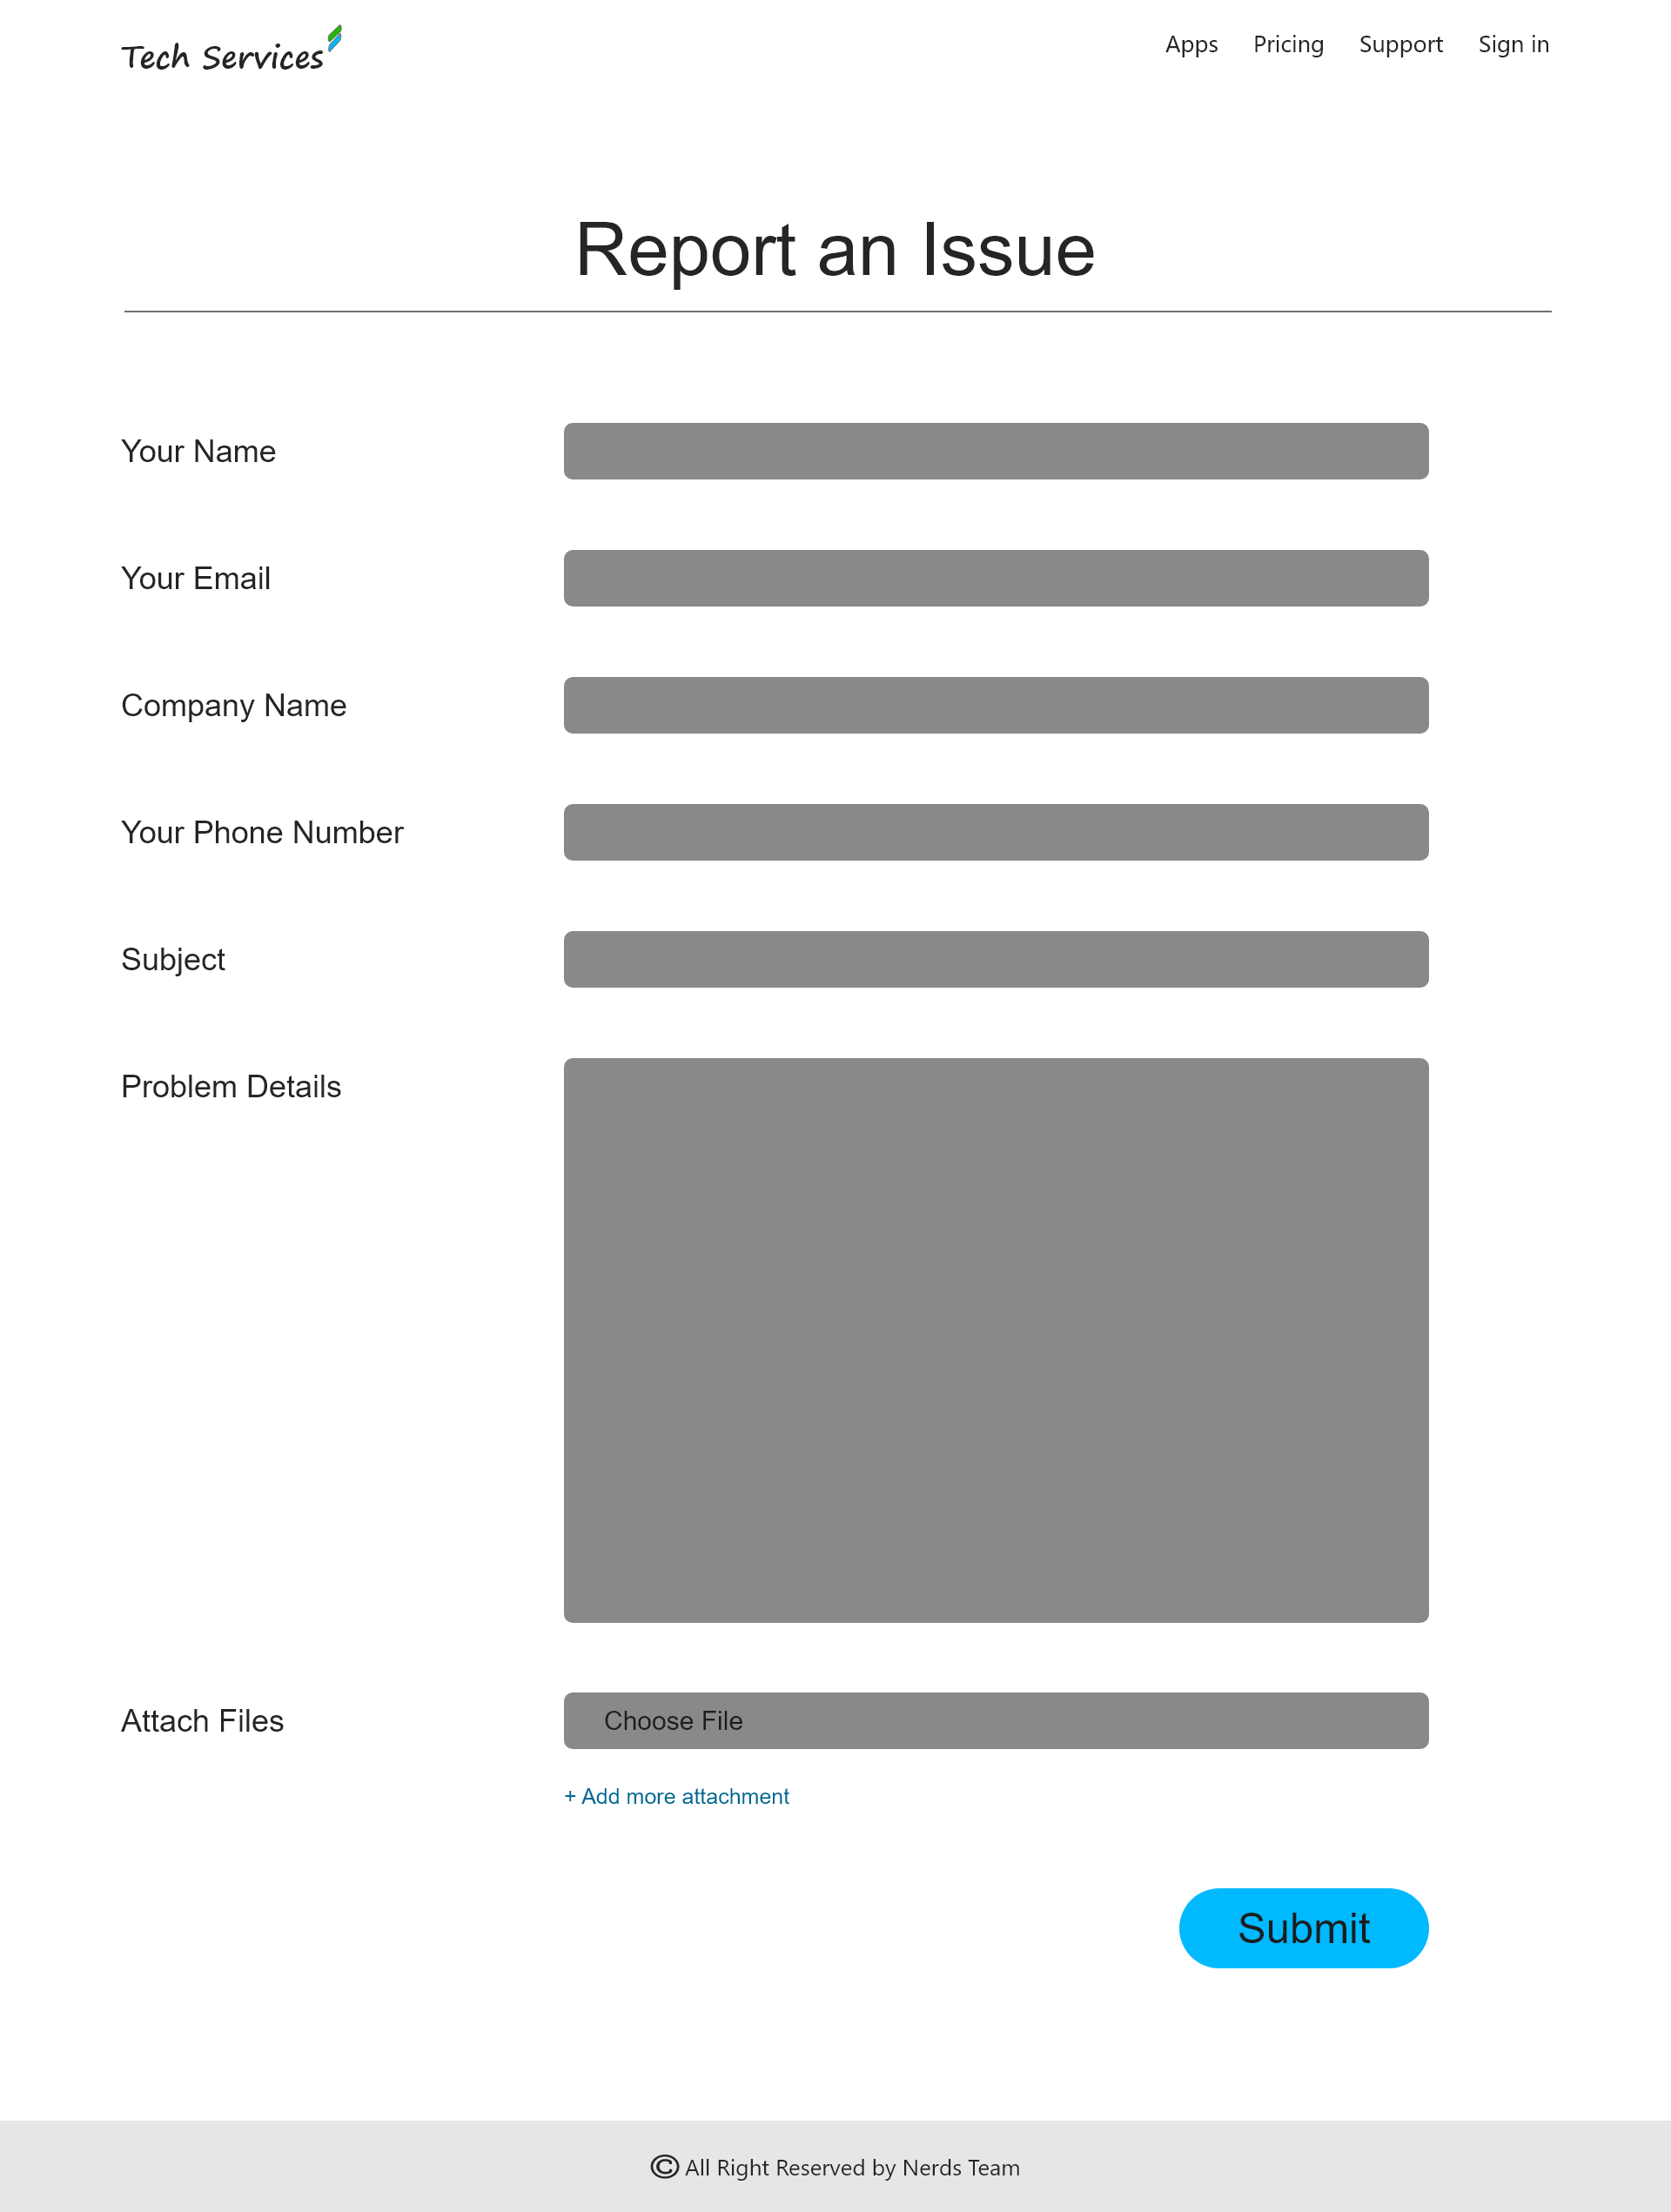 Tech Services
Apps Pricing Support Sign in
Report an Issue
Your Name
Your Email
Company Name
Your Phone Number
Subject
Problem Details
Attach Files
Choose File
+ Add more attachment
Submit
© All Right Reserved by Nerds Team